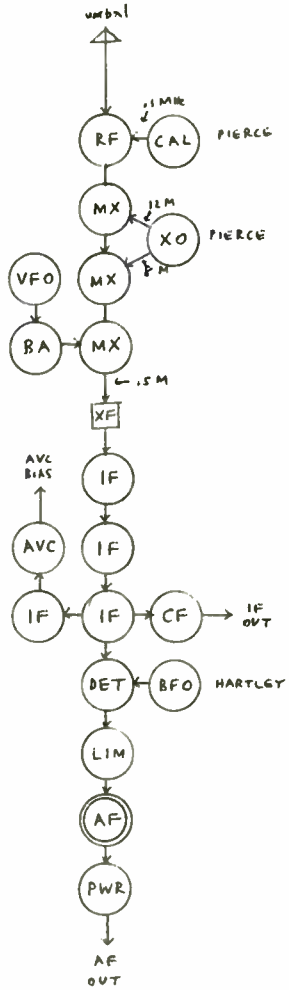 unbal
.1 MHz
RF
CAL
PIERCE
MX
12 M
XO
PIERCE
VFO
MX
8 M
BA
MX
.5 M
XF
AVC
BIAS
IF
AVC
IF
IF
IF
CF
IF
OUT
DET
BFO
HARTLEY
LIM
AF
PWR
AF
OUT